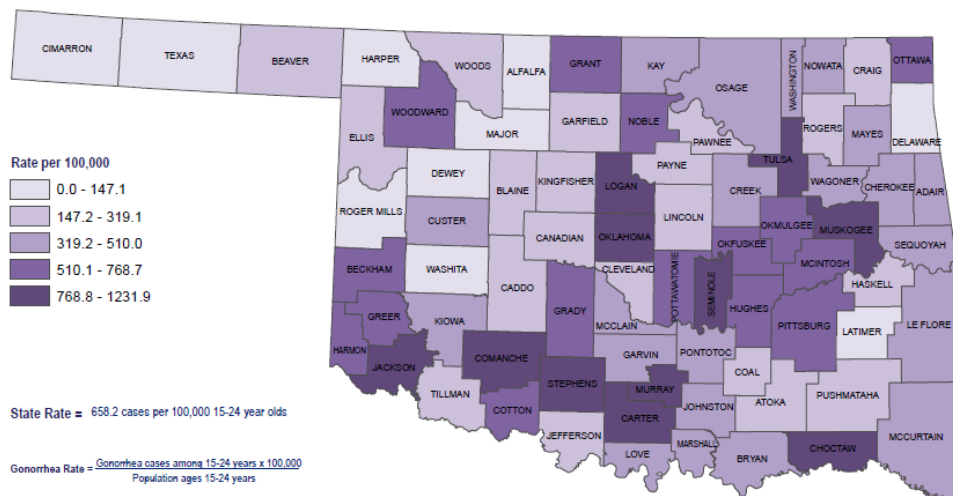 CIMARRON
TEXAS
BEAVER
HARPER
WOODS
ALFALFA
GRANT
KAY
OSAGE
WASHINGTON
NOWATA
CRAIG
OTTAWA
WOODWARD
ELLIS
MAJOR
GARFIELD
NOBLE
PAWNEE
ROGERS
MAYES
DELAWARE
Rate per 100,000
0.0 - 147.1
147.2 - 319.1
319.2 - 510.0
510.1 - 768.7
768.8 - 1231.9
DEWEY
BLAINE
KINGFISHER
LOGAN
PAYNE
CREEK
TULSA
WAGONER
CHEROKEE
ADAIR
ROGER MILLS
CUSTER
CANADIAN
OKLAHOMA
LINCOLN
OKFUSKEE
OKMULGEE
MUSKOGEE
MCINTOSH
SEQUOYAH
BECKHAM
WASHITA
CADDO
CLEVELAND
POTTAWATOMIE
SEMINOLE
HUGHES
PITTSBURG
HASKELL
GREER
KIOWA
GRADY
MCCLAIN
LATIMER
LE FLORE
HARMON
JACKSON
COMANCHE
STEPHENS
GARVIN
MURRAY
PONTOTOC
COAL
TILLMAN
COTTON
CARTER
JOHNSTON
ATOKA
PUSHMATAHA
JEFFERSON
LOVE
MARSHALL
BRYAN
CHOCTAW
MCCURTAIN
State Rate = 658.2 cases per 100,000 15-24 year olds
Gonorrhea Rate = Gonorrhea cases among 15-24 years x 100,000
Population ages 15-24 years